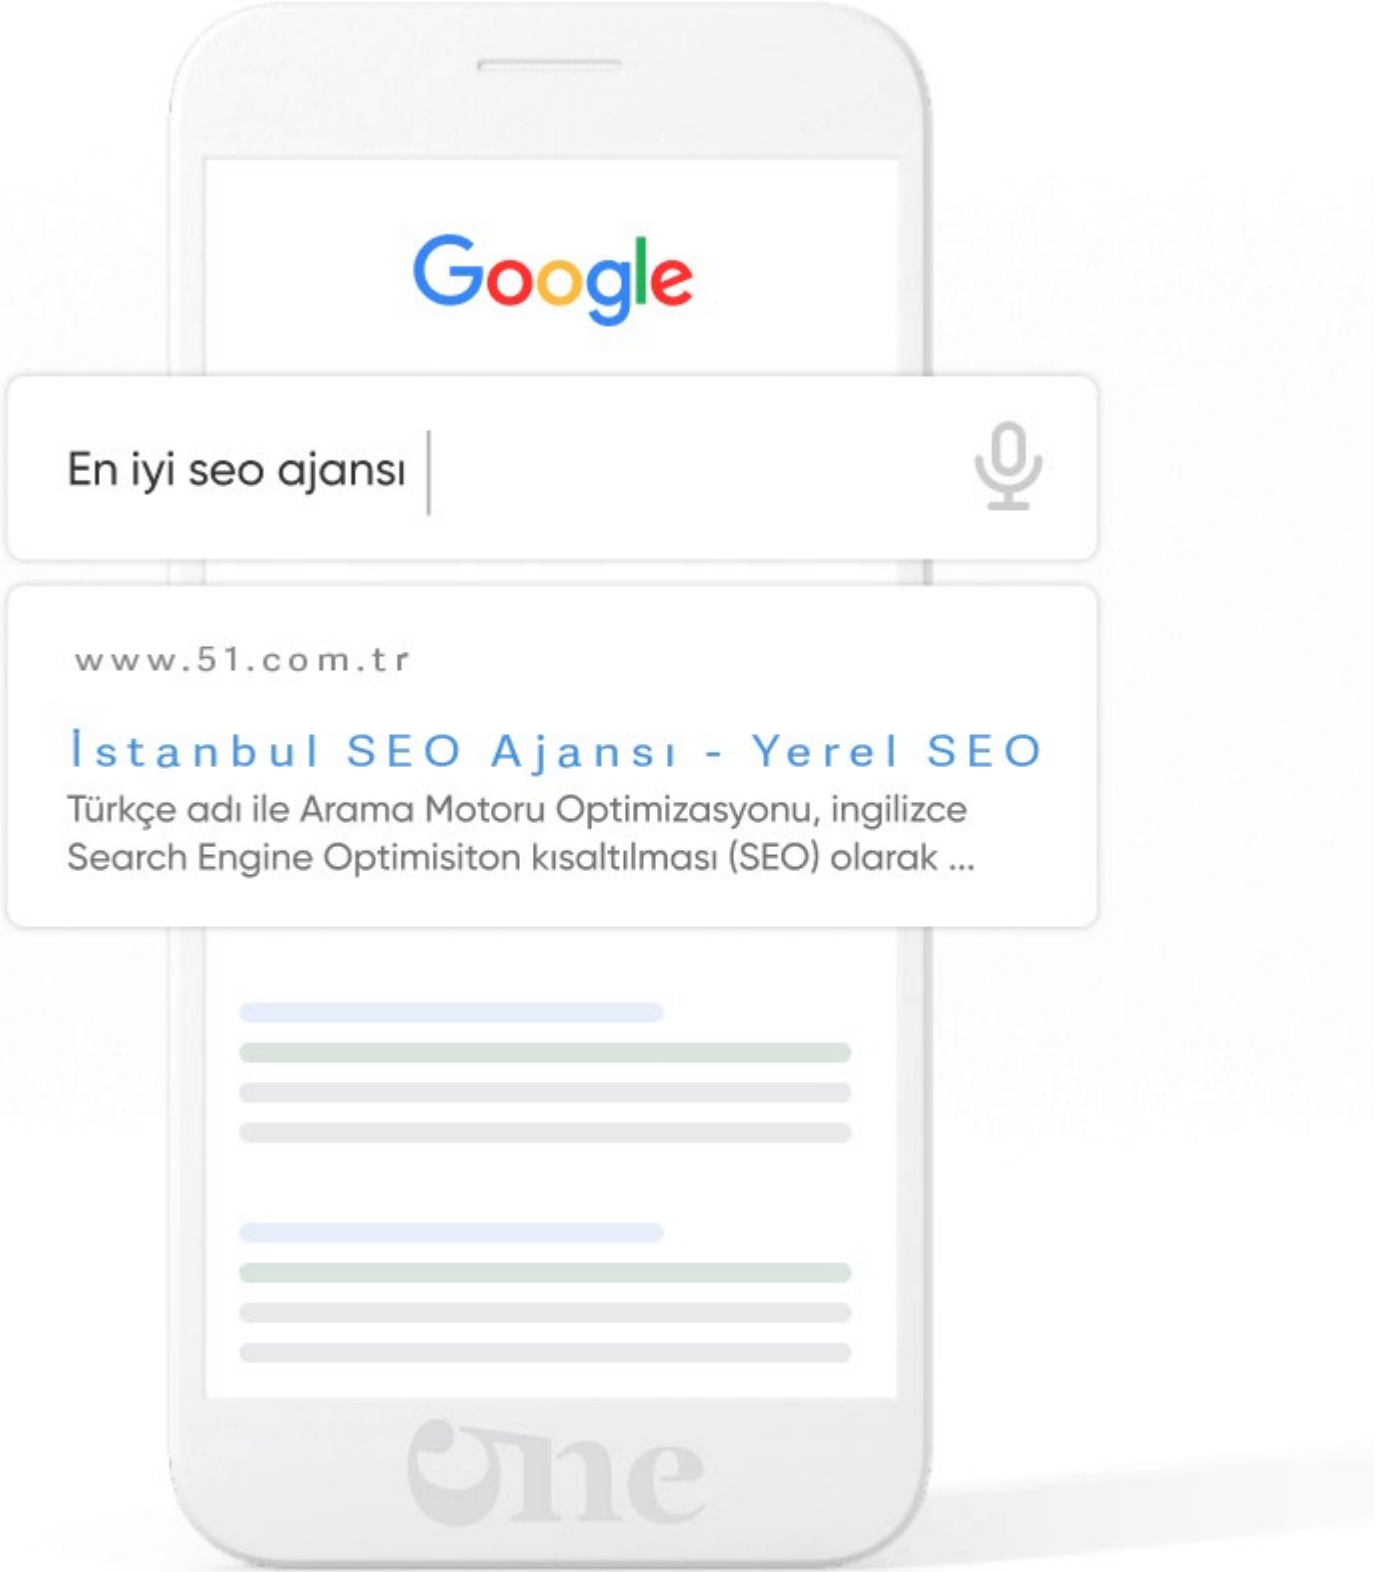 Google
En iyi seo ajansı
www.51.com.tr
İstanbul SEO Ajansı - Yerel SEO
Türkçe adı ile Arama Motoru Optimizasyonu, ingilizce
Search Engine Optimisiton kısaltılması (SEO) olarak ...
5ne